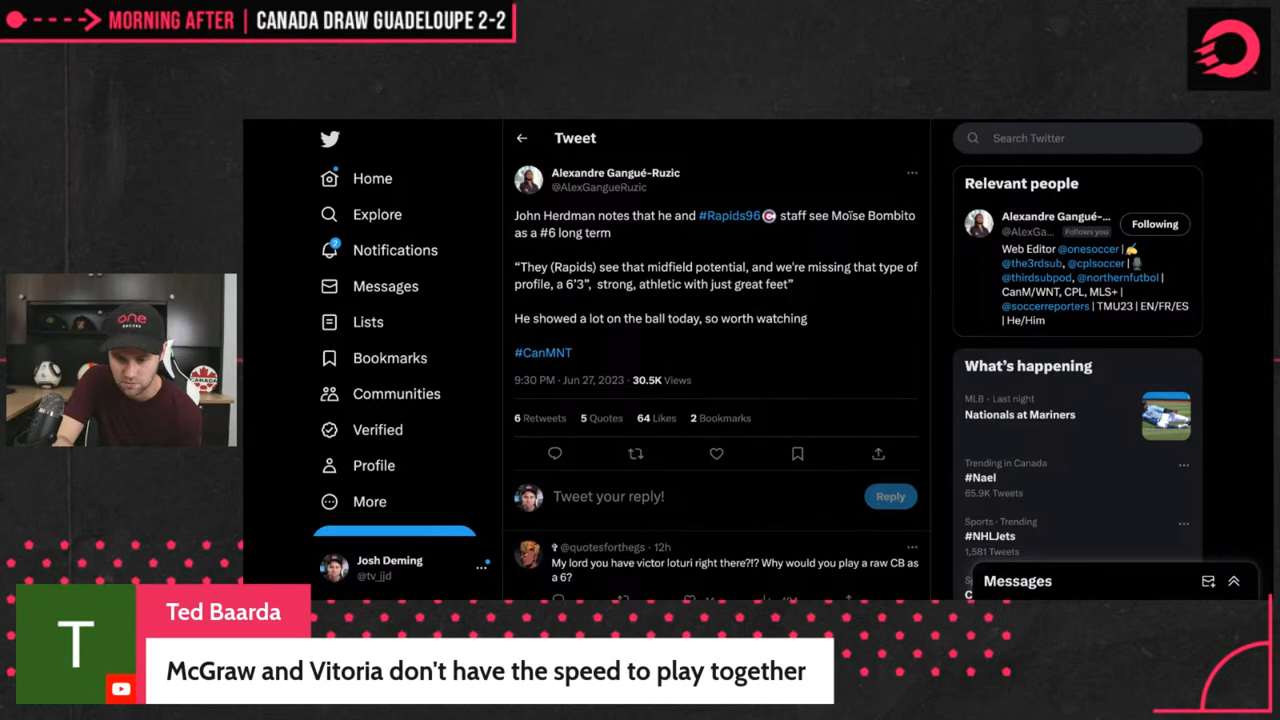 MORNING AFTER | CANADA DRAW GUADELOUPE 2-2
Home
Explore
2
Notifications
Messages
Lists
Bookmarks
Communities
Verified
Profile
More
Josh Deming
@tv_jjd
Tweet
Alexandre Gangué-Ruzic
@AlexGangueRuzic
John Herdman notes that he and #Rapids96 staff see Moïse Bombito
as a #6 long term
“They (Rapids) see that midfield potential, and we're missing that type of
profile, a 6’3”, strong, athletic with just great feet”
He showed a lot on the ball today, so worth watching
#CanMNT
9:30 PM · Jun 27, 2023 · 30.5K Views
6 Retweets 5 Quotes 64 Likes 2 Bookmarks
Tweet your reply!
Reply
@quotesforthegs · 12h
My lord you have victor loturi right there?!? Why would you play a raw CB as
a 6?
Search Twitter
Relevant people
Alexandre Gangué-...
@AlexGa... Follows you
Following
Web Editor @onesoccer |
@the3rdsub, @cplsoccer |
@thirdsubpod, @northernfutbol |
CanM/WNT, CPL, MLS+ |
@soccerreporters | TMU23 | EN/FR/ES
| He/Him
What’s happening
MLB · Last night
Nationals at Mariners
Trending in Canada
#Nael
65.9K Tweets
Sports · Trending
#NHLJets
1,581 Tweets
Messages
one
SOCCER
CANADA
T
Ted Baarda
McGraw and Vitoria don't have the speed to play together